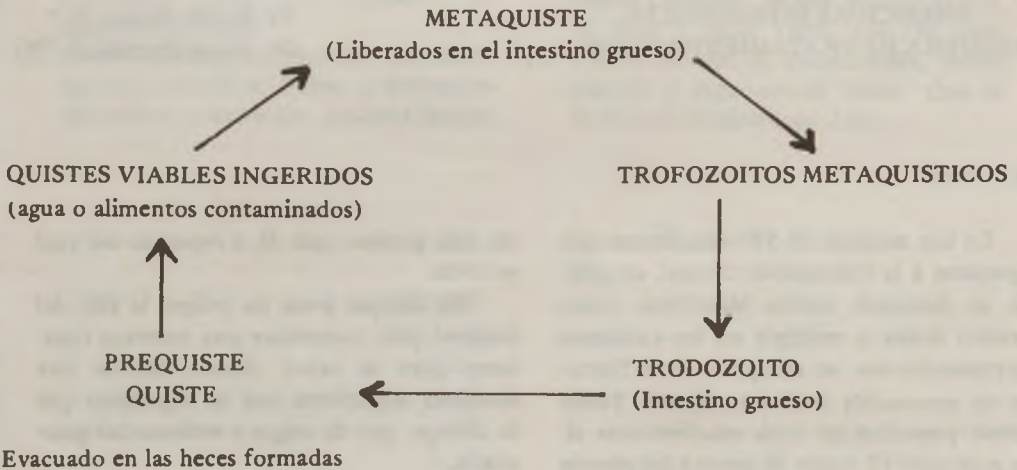 METAQUISTE
(Liberados en el intestino grueso)
QUISTES VIABLES INGERIDOS
(agua o alimentos contaminados)
TROFOZOITOS METAQUISTICOS
PREQUISTE
QUISTE
TRODOZOITO
(Intestino grueso)
Evacuado en las heces formadas